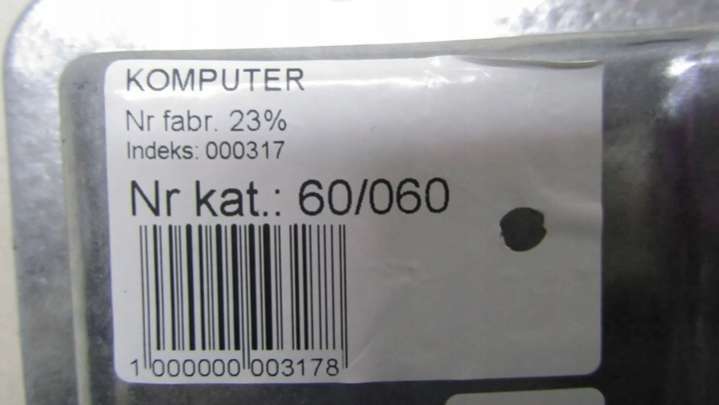 KOMPUTER
Nr fabr. 23%
Indeks: 000317
Nr kat.: 60/060
1 000000 003178